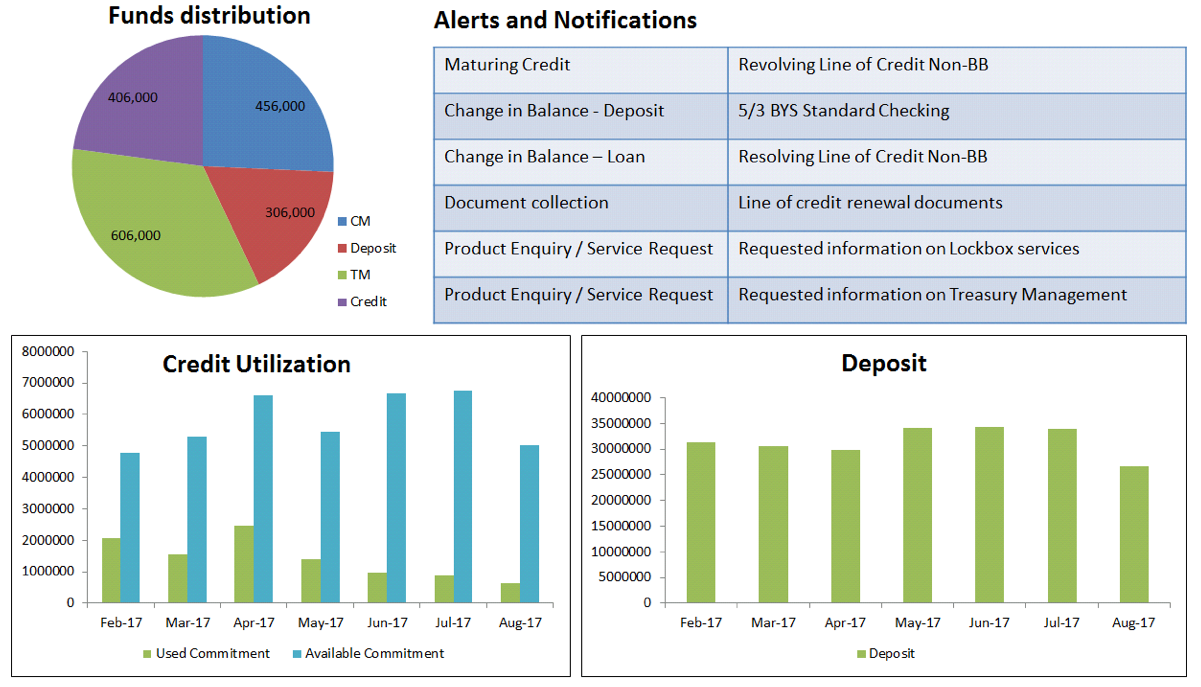 Funds distribution
406,000
456,000
306,000
606,000
CM
Deposit
TM
Credit
Alerts and Notifications
Maturing Credit Revolving Line of Credit Non-BB
Change in Balance - Deposit 5/3 BYS Standard Checking
Change in Balance – Loan Resolving Line of Credit Non-BB
Document collection Line of credit renewal documents
Product Enquiry / Service Request Requested information on Lockbox services
Product Enquiry / Service Request Requested information on Treasury Management
Credit Utilization
8000000
7000000
6000000
5000000
4000000
3000000
2000000
1000000
0
Feb-17 Mar-17 Apr-17 May-17 Jun-17 Jul-17 Aug-17
Used Commitment Available Commitment
Deposit
40000000
35000000
30000000
25000000
20000000
15000000
10000000
5000000
0
Feb-17 Mar-17 Apr-17 May-17 Jun-17 Jul-17 Aug-17
Deposit